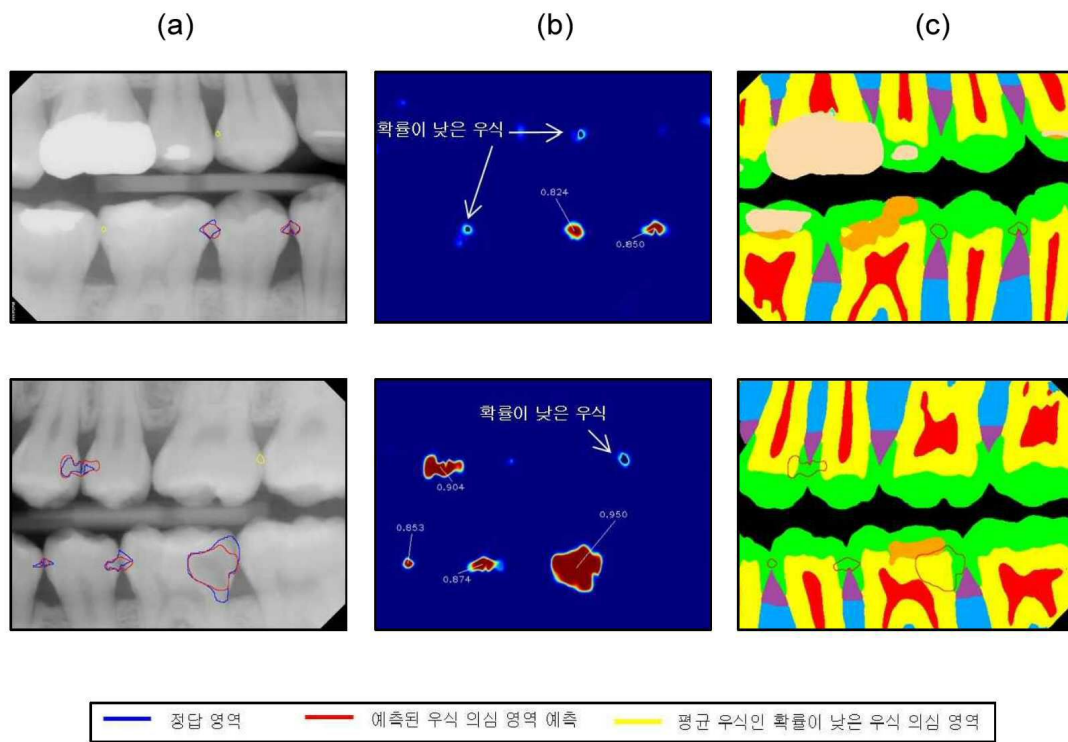 (a)
(b)
(c)
확률이 낮은 우식
0.824
0.850
확률이 낮은 우식
0.904
0.853
0.950
0.874
정답 영역
예측된 우식 의심 영역 예측
평균 우식인 확률이 낮은 우식 의심 영역